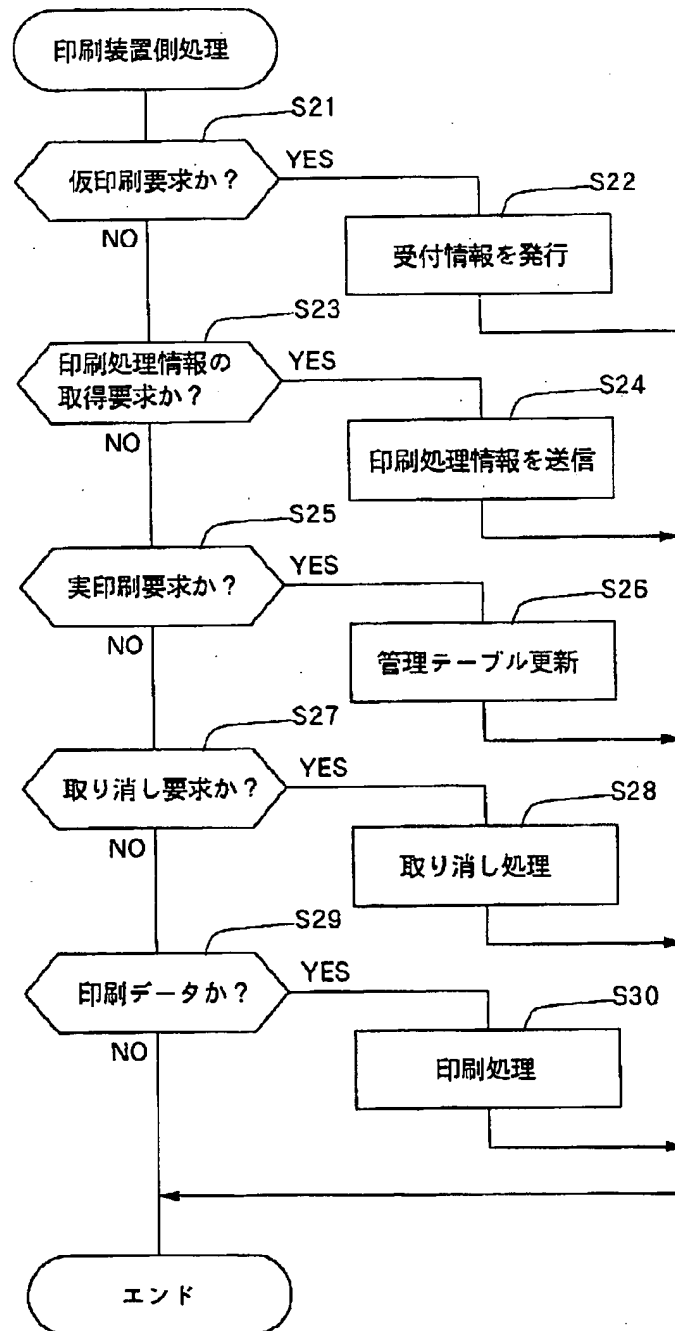 印刷装置側処理
S21
仮印刷要求か?
YES
S22
受付情報を発行
NO
S23
印刷処理情報の
取得要求か?
YES
S24
印刷処理情報を送信
NO
S25
実印刷要求か?
YES
S26
管理テーブル更新
NO
S27
取り消し要求か?
YES
S28
取り消し処理
NO
S29
印刷データか?
YES
S30
印刷処理
NO
エンド